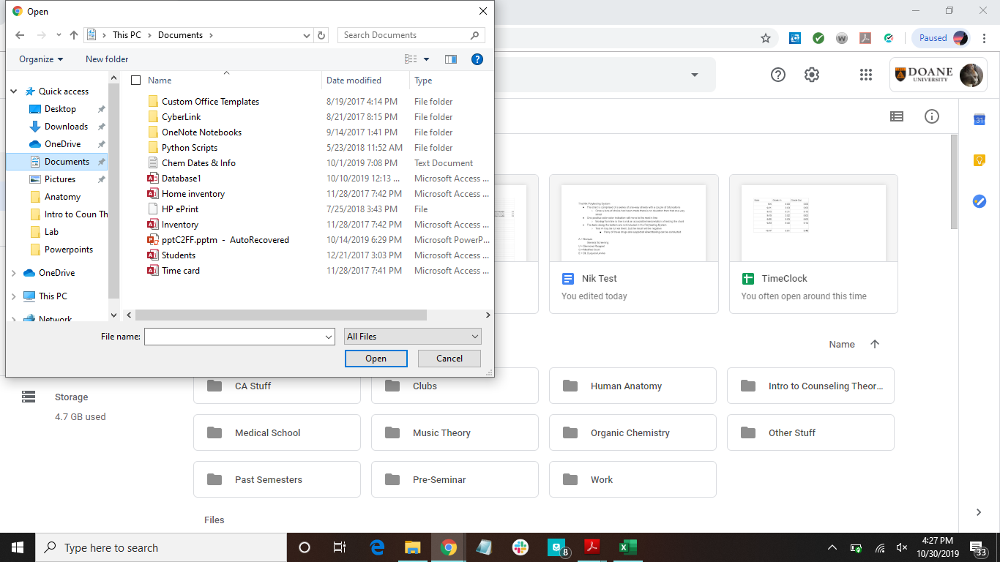 Open
This PC
Documents
Search Documents
Organize
New folder
Name
Date modified
Type
Quick access
Desktop
Downloads
OneDrive
Documents
Pictures
Anatomy
Intro to Coun Th
Lab
Powerpoints
OneDrive
This PC
Network
Custom Office Templates 8/19/2017 4:14 PM File folder
CyberLink 8/21/2017 8:15 PM File folder
OneNote Notebooks 9/14/2017 1:41 PM File folder
Python Scripts 5/23/2018 11:52 AM File folder
Chem Dates & Info 10/1/2019 7:08 PM Text Document
Database1 10/10/2019 12:13 ... Microsoft Access ...
Home inventory 11/28/2017 7:42 PM Microsoft Access ...
HP ePrint 7/25/2018 3:43 PM File
Inventory 11/28/2017 7:42 PM Microsoft Access ...
pptC2FF.pptm - AutoRecovered 10/14/2019 6:29 PM Microsoft PowerP...
Students 12/21/2017 3:03 PM Microsoft Access ...
Time card 11/28/2017 7:41 PM Microsoft Access ...
File name:
All Files
Open
Cancel
Paused
DOANE
UNIVERSITY
31
Nik Test
You edited today
TimeClock
You often open around this time
Name
CA Stuff
Clubs
Human Anatomy
Intro to Counseling Theor...
Storage
4.7 GB used
Medical School
Music Theory
Organic Chemistry
Other Stuff
Past Semesters
Pre-Seminar
Work
Files
Type here to search
8
4:27 PM
10/30/2019
33